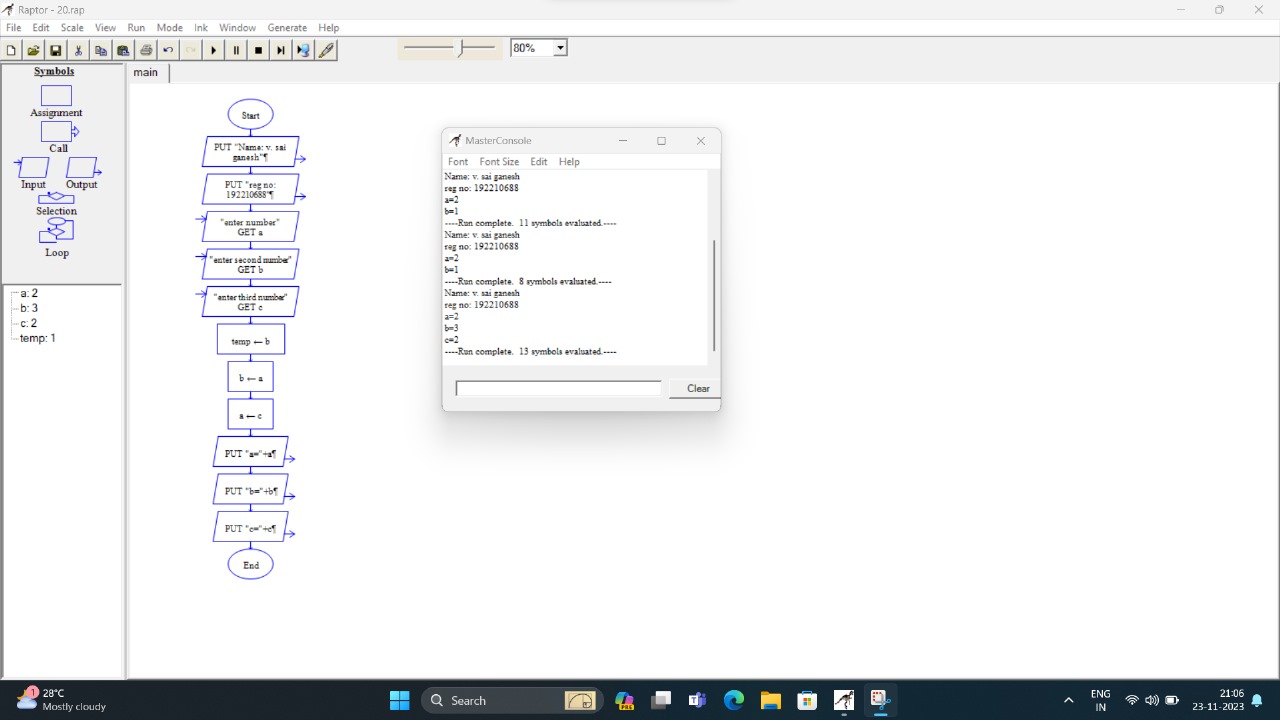 Raptor - 20.rap
File Edit Scale View Run Mode Ink Window Generate Help
80%
Symbols
Assignment
Call
Input Output
Selection
Loop
a: 2
b: 3
c: 2
temp: 1
main
Start
PUT "Name: v. sai
ganesh"¶
PUT "reg no:
192210688"¶
"enter number"
GET a
"enter second number"
GET b
"enter third number"
GET c
temp ← b
b ← a
a ← c
PUT "a="+a¶
PUT "b="+b¶
PUT "c="+c¶
End
MasterConsole
Font Font Size Edit Help
Name: v. sai ganesh
reg no: 192210688
a=2
b=1
----Run complete. 11 symbols evaluated.----
Name: v. sai ganesh
reg no: 192210688
a=2
b=1
----Run complete. 8 symbols evaluated.----
Name: v. sai ganesh
reg no: 192210688
a=2
b=3
c=2
----Run complete. 13 symbols evaluated.----
Clear
1
28°C
Mostly cloudy
Search
PRE
ENG
IN
21:06
23-11-2023